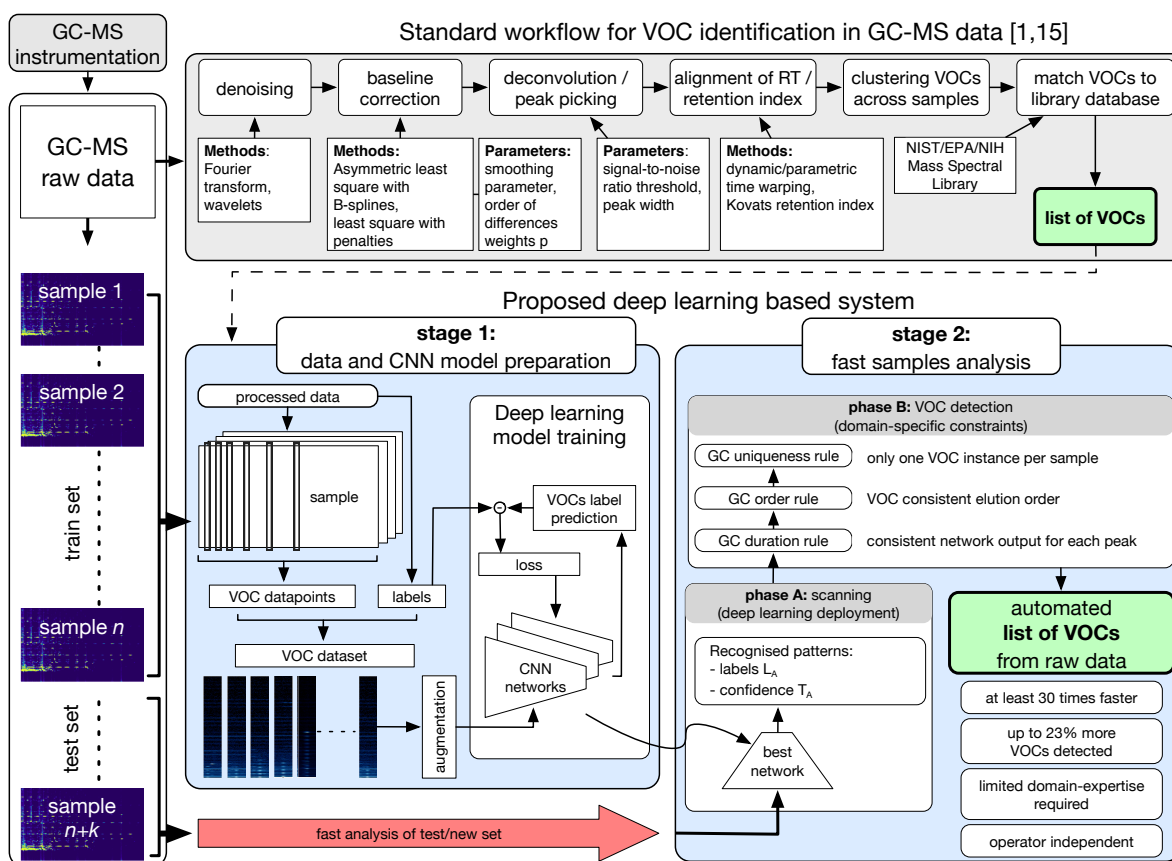 GC-MS
instrumentation
GC-MS
raw data
sample 1
sample 2
train set
sample n
test set
sample
n+k
Standard workflow for VOC identification in GC-MS data [1,15]
denoising
baseline
correction
deconvolution /
peak picking
alignment of RT /
retention index
clustering VOCs
across samples
match VOCs to
library database
Methods:
Fourier
transform,
wavelets
Methods:
Asymmetric least
square with
B-splines,
least square with
penalties
Parameters:
smoothing
parameter,
order of
differences
weights p
Parameters:
signal-to-noise
ratio threshold,
peak width
Methods:
dynamic/parametric
time warping,
Kovats retention index
NIST/EPA/NIH
Mass Spectral
Library
list of VOCs
Proposed deep learning based system
stage 1:
data and CNN model preparation
processed data
sample
VOC datapoints
labels
VOC dataset
augmentation
Deep learning
model training
VOCs label
prediction
loss
CNN
networks
stage 2:
fast samples analysis
phase B: VOC detection
(domain-specific constraints)
GC uniqueness rule
only one VOC instance per sample
GC order rule
VOC consistent elution order
GC duration rule
consistent network output for each peak
phase A: scanning
(deep learning deployment)
Recognised patterns:
- labels L_A
- confidence T_A
best
network
automated
list of VOCs
from raw data
at least 30 times faster
up to 23% more
VOCs detected
limited domain-expertise
required
operator independent
fast analysis of test/new set